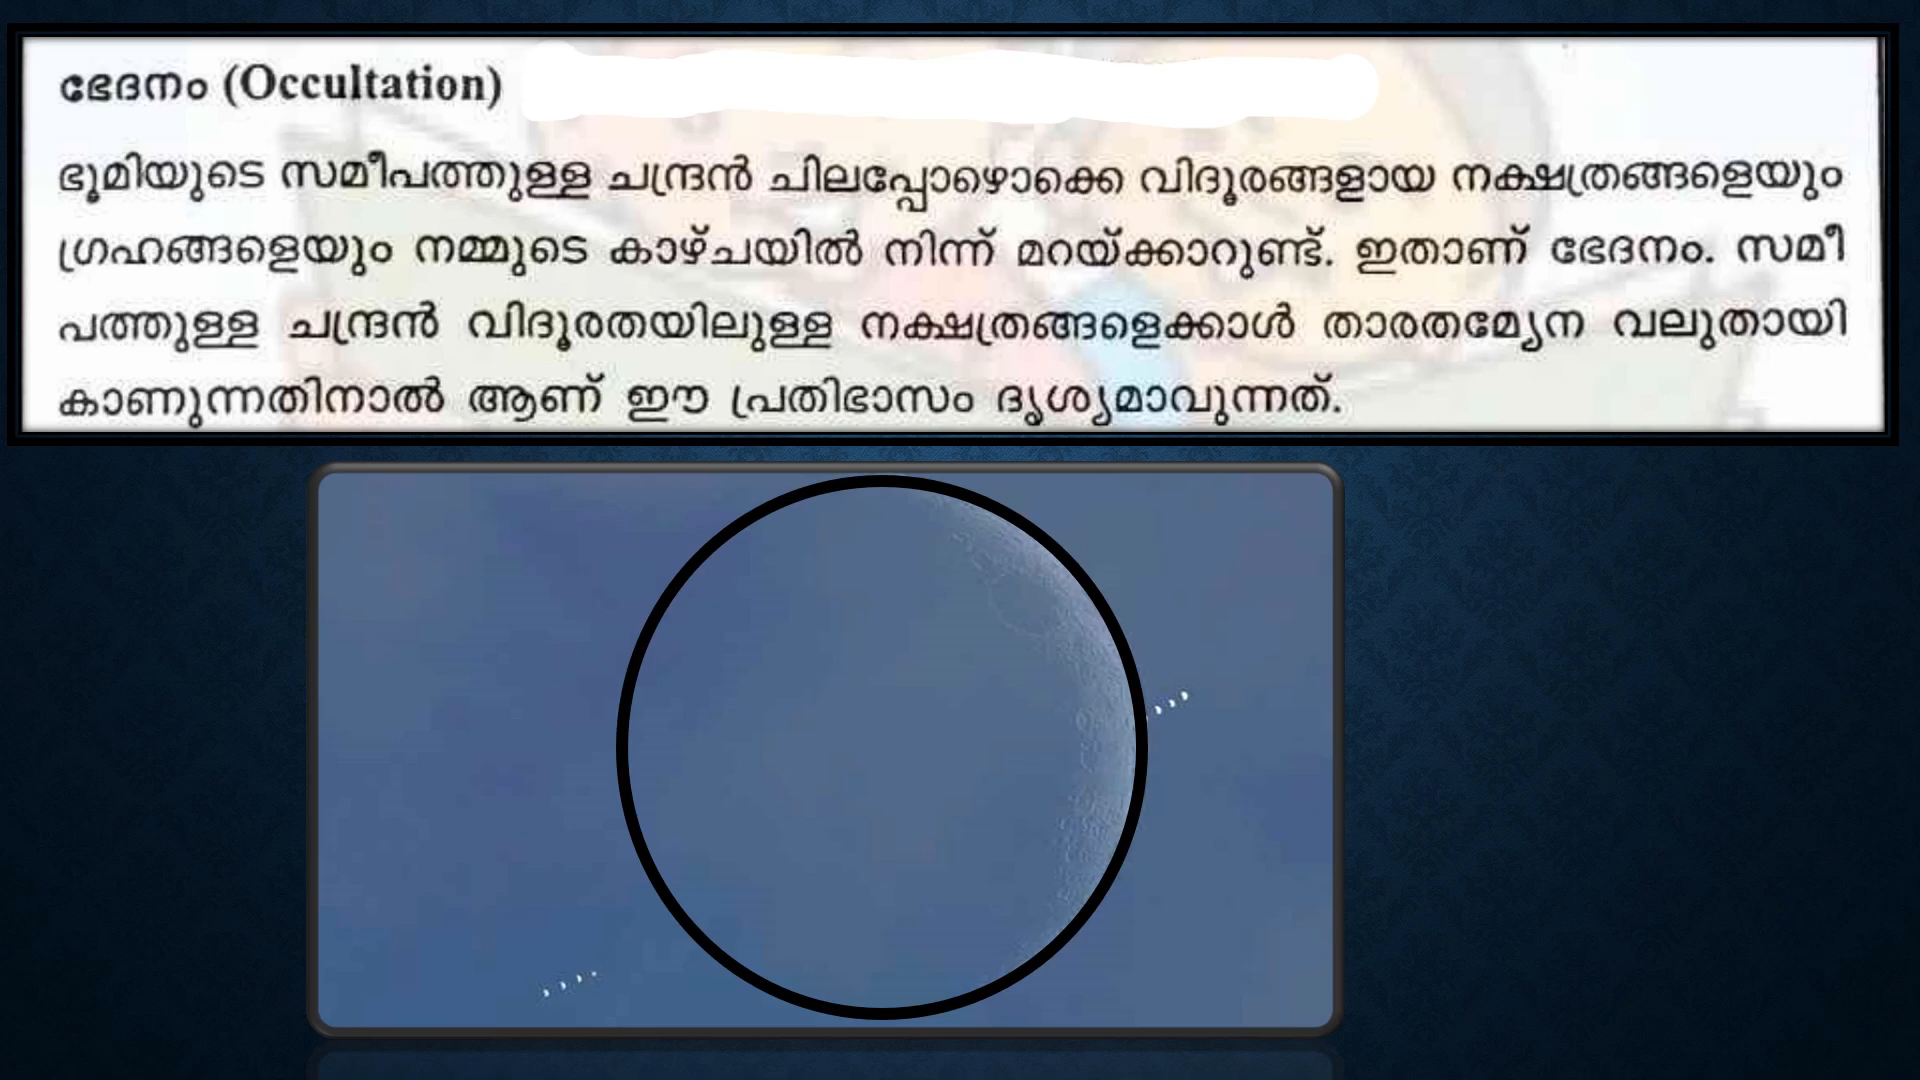 ഭേദനം (Occultation)
ഭൂമിയുടെ സമീപത്തുള്ള ചന്ദ്രൻ ചിലപ്പോഴൊക്കെ വിദൂരങ്ങളായ നക്ഷത്രങ്ങളെയും
ഗ്രഹങ്ങളെയും നമ്മുടെ കാഴ്ചയിൽ നിന്ന് മറയ്ക്കാറുണ്ട്. ഇതാണ് ഭേദനം. സമീ
പത്തുള്ള ചന്ദ്രൻ വിദൂരതയിലുള്ള നക്ഷത്രങ്ങളെക്കാൾ താരതമ്യേന വലുതായി
കാണുന്നതിനാൽ ആണ് ഈ പ്രതിഭാസം ദൃശ്യമാവുന്നത്.